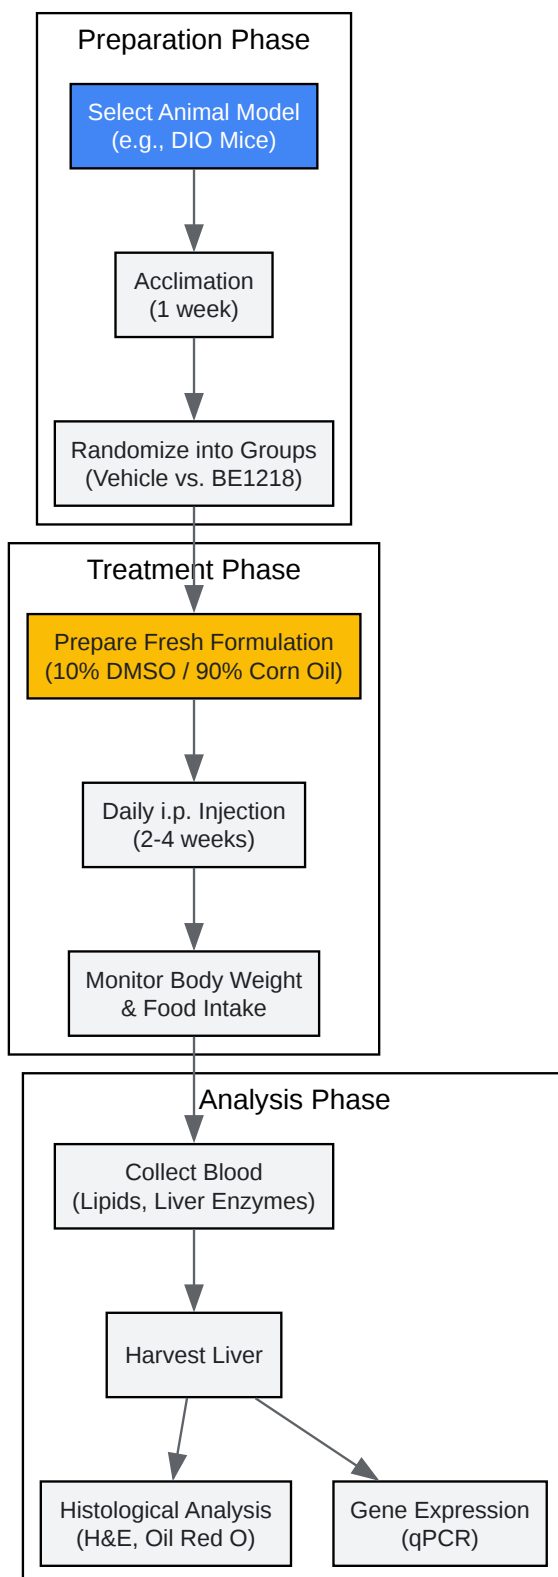 Preparation Phase
Select Animal Model
(e.g., DIO Mice)
Acclimation
(1 week)
Randomize into Groups
(Vehicle vs. BE1218)
Treatment Phase
Prepare Fresh Formulation
(10% DMSO / 90% Corn Oil)
Daily i.p. Injection
(2-4 weeks)
Monitor Body Weight
& Food Intake
Analysis Phase
Collect Blood
(Lipids, Liver Enzymes)
Harvest Liver
Histological Analysis
(H&E, Oil Red O)
Gene Expression
(qPCR)